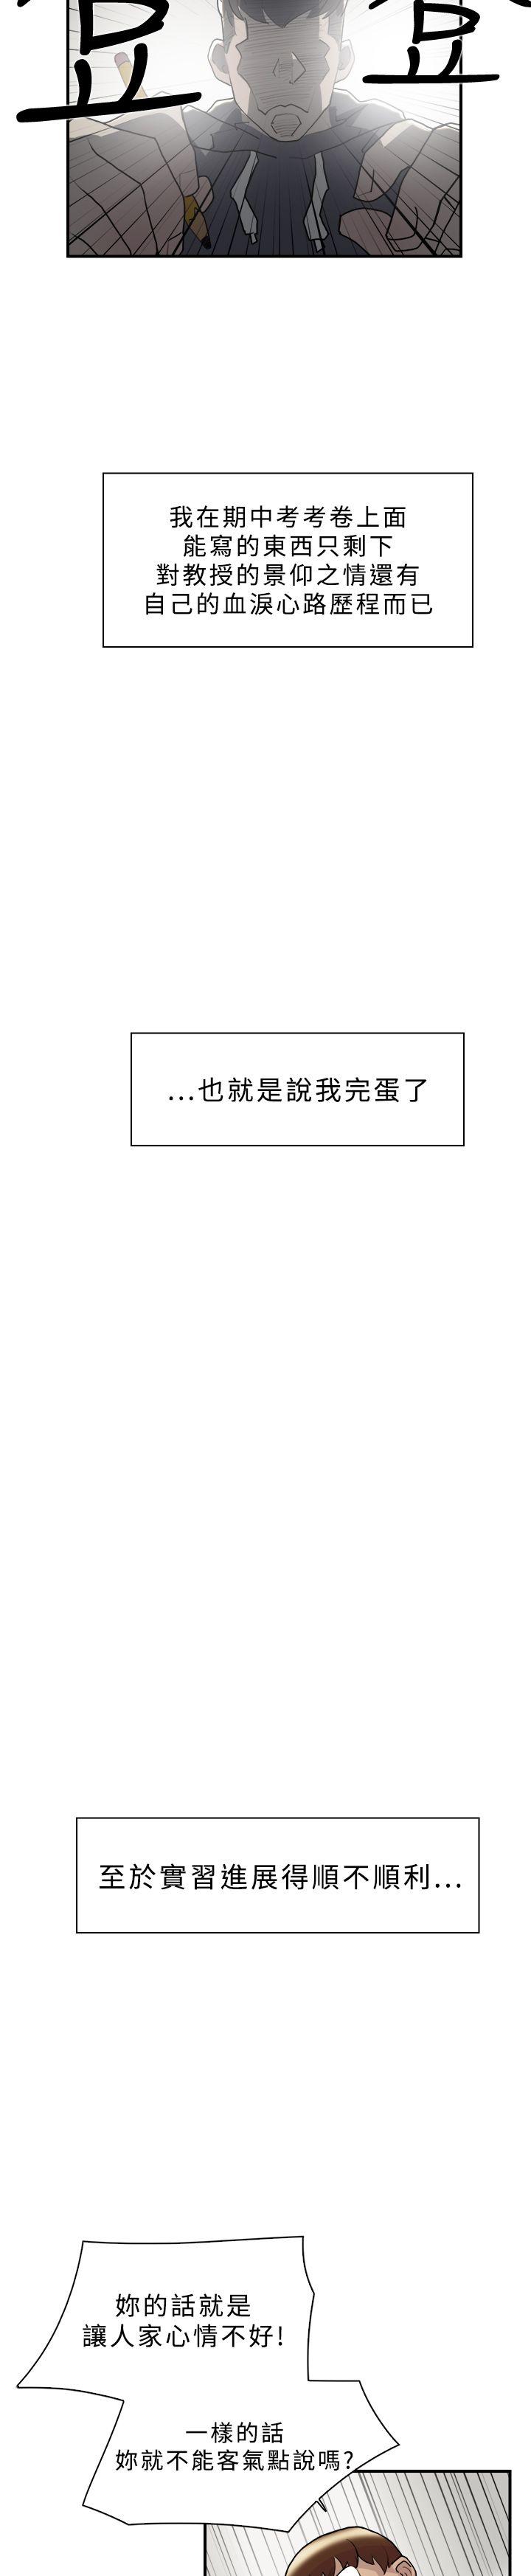 我在期中考考卷上面
能寫的東西只剩下
對教授的景仰之情還有
自己的血淚心路歷程而已
...也就是說我完蛋了
至於實習進展得順不順利...
妳的話就是
讓人家心情不好!
一樣的話
妳就不能客氣點說嗎?